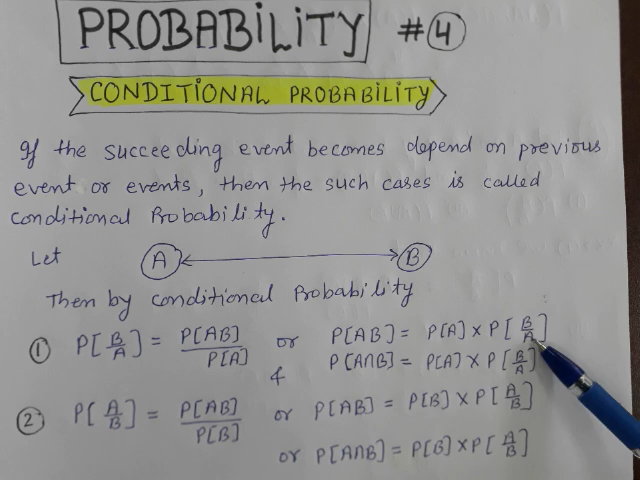 PROBABILITY #4
CONDITIONAL PROBABILITY
If the succeeding event becomes depend on previous
event or events, then the such cases is called
Conditional Probability.
Let A B
Then by conditional Probability
1 P[B/A] = P[AB]/P[A] or P[AB] = P[A] × P[B/A]
& P[A∩B] = P[A] × P[B/A]
2 P[A/B] = P[AB]/P[B] or P[AB] = P[B] × P[A/B]
or P[A∩B] = P[B] × P[A/B]